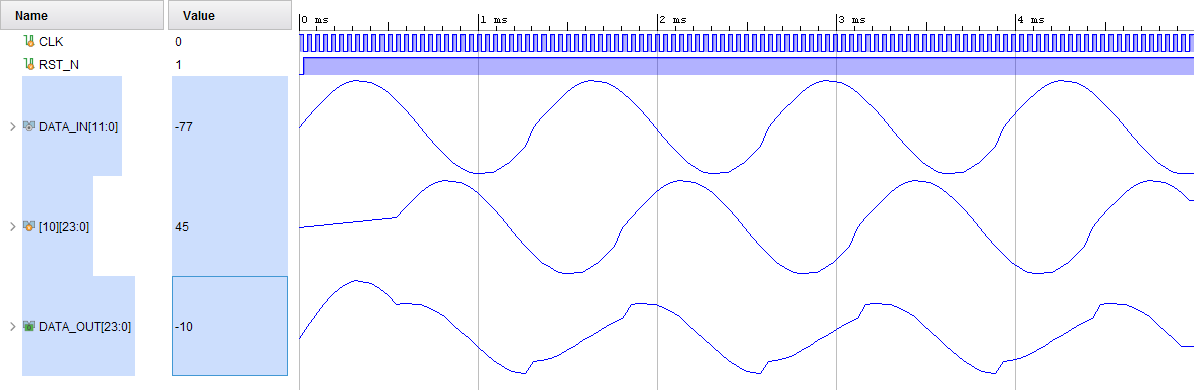 Name Value 0 ms 1 ms 2 ms 3 ms 4 ms
CLK 0
RST_N 1
DATA_IN[11:0] -77
[10][23:0] 45
DATA_OUT[23:0] -10